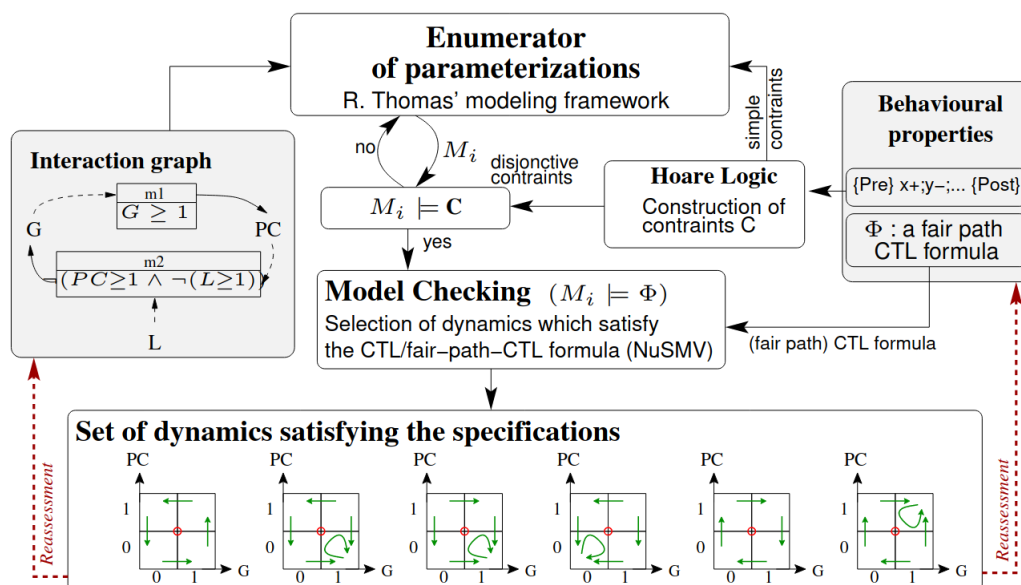 Enumerator
of parameterizations
R. Thomas' modeling framework
Interaction graph
m1
G ≥ 1
G
PC
m2
¬(PC≥1 ∧ ¬(L≥1))
L
no
M_i
disjonctive
contraints
simple
contraints
M_i |= C
yes
Hoare Logic
Construction of
contraints C
Behavioural
properties
{Pre} x+;y−;... {Post}
Φ : a fair path
CTL formula
Model Checking (M_i |= Φ)
Selection of dynamics which satisfy
the CTL/fair−path−CTL formula (NuSMV)
(fair path) CTL formula
Reassessment
Reassessment
Set of dynamics satisfying the specifications
PC
1
0
0 1 G
PC
1
0
0 1 G
PC
1
0
0 1 G
PC
1
0
0 1 G
PC
1
0
0 1 G
PC
1
0
0 1 G